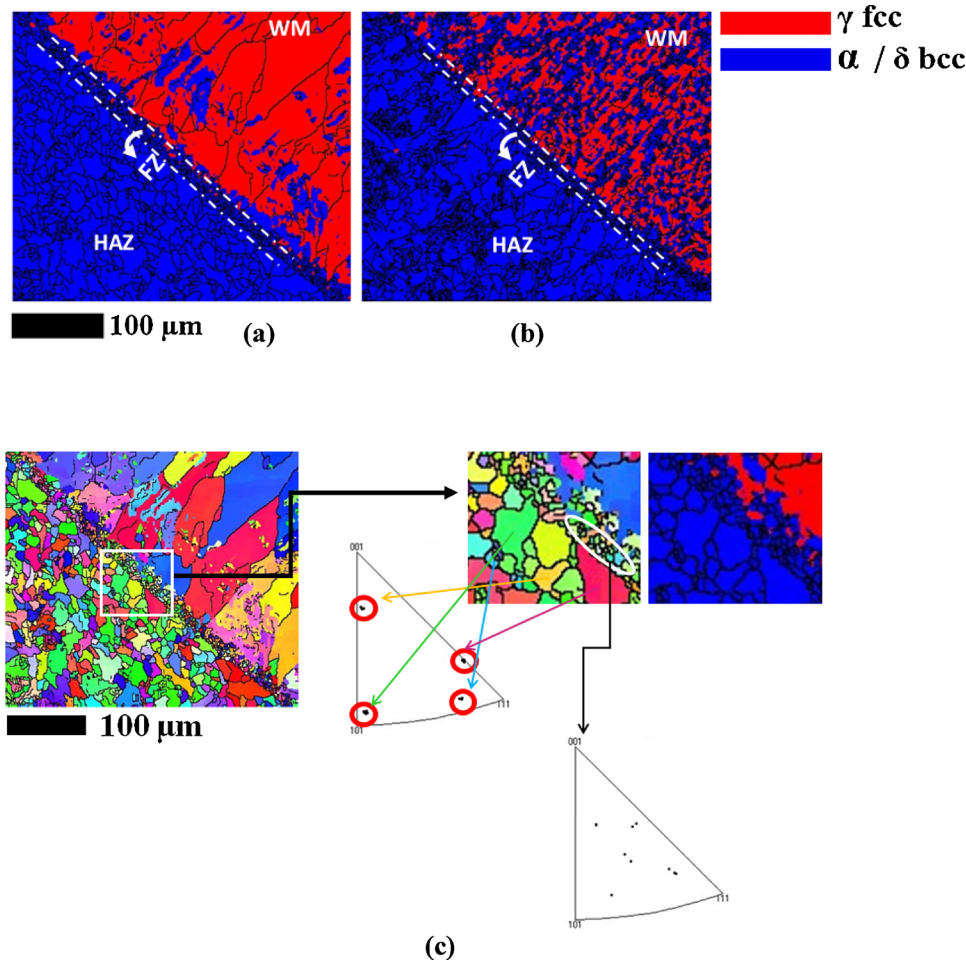 WM
FZ
HAZ
WM
FZ
HAZ
γ fcc
α / δ bcc
100 μm
(a)
(b)
001
101
111
100 μm
001
101
111
(c)